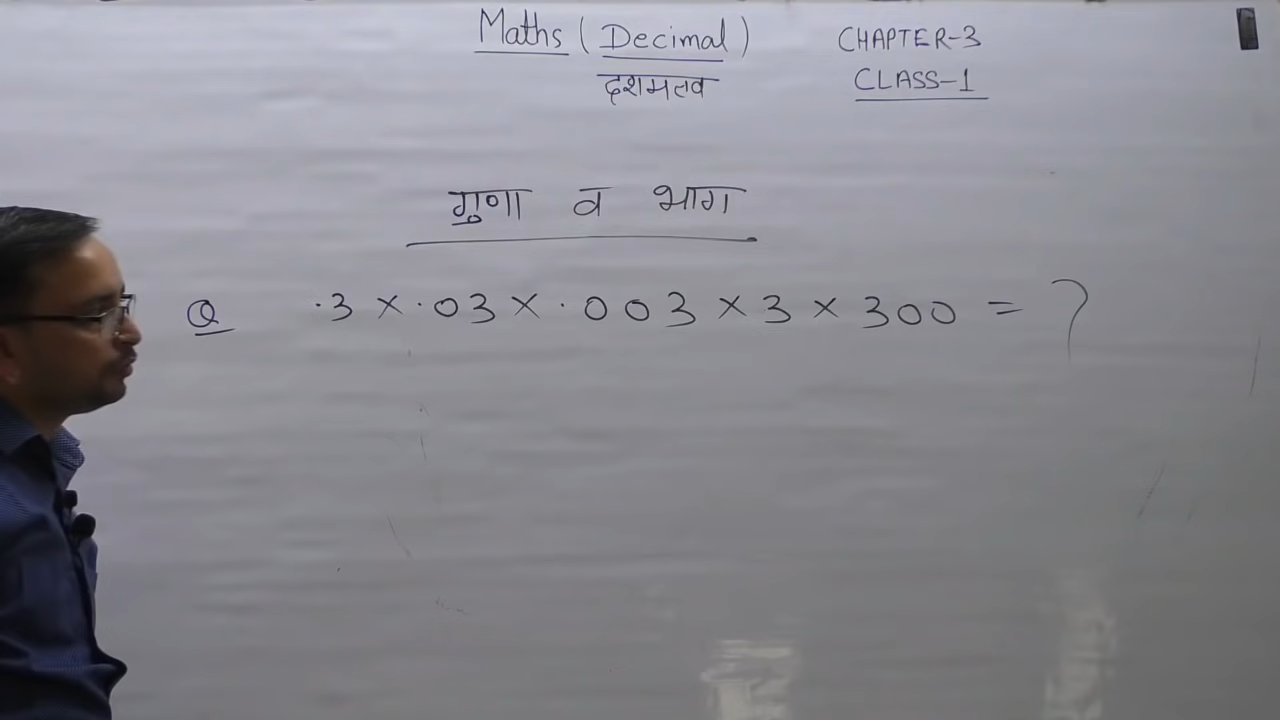 Maths (Decimal) CHAPTER-3
दशमलव CLASS-1
गुणा व भाग
Q .3 × .03 × .003 × 3 × 300 = ?